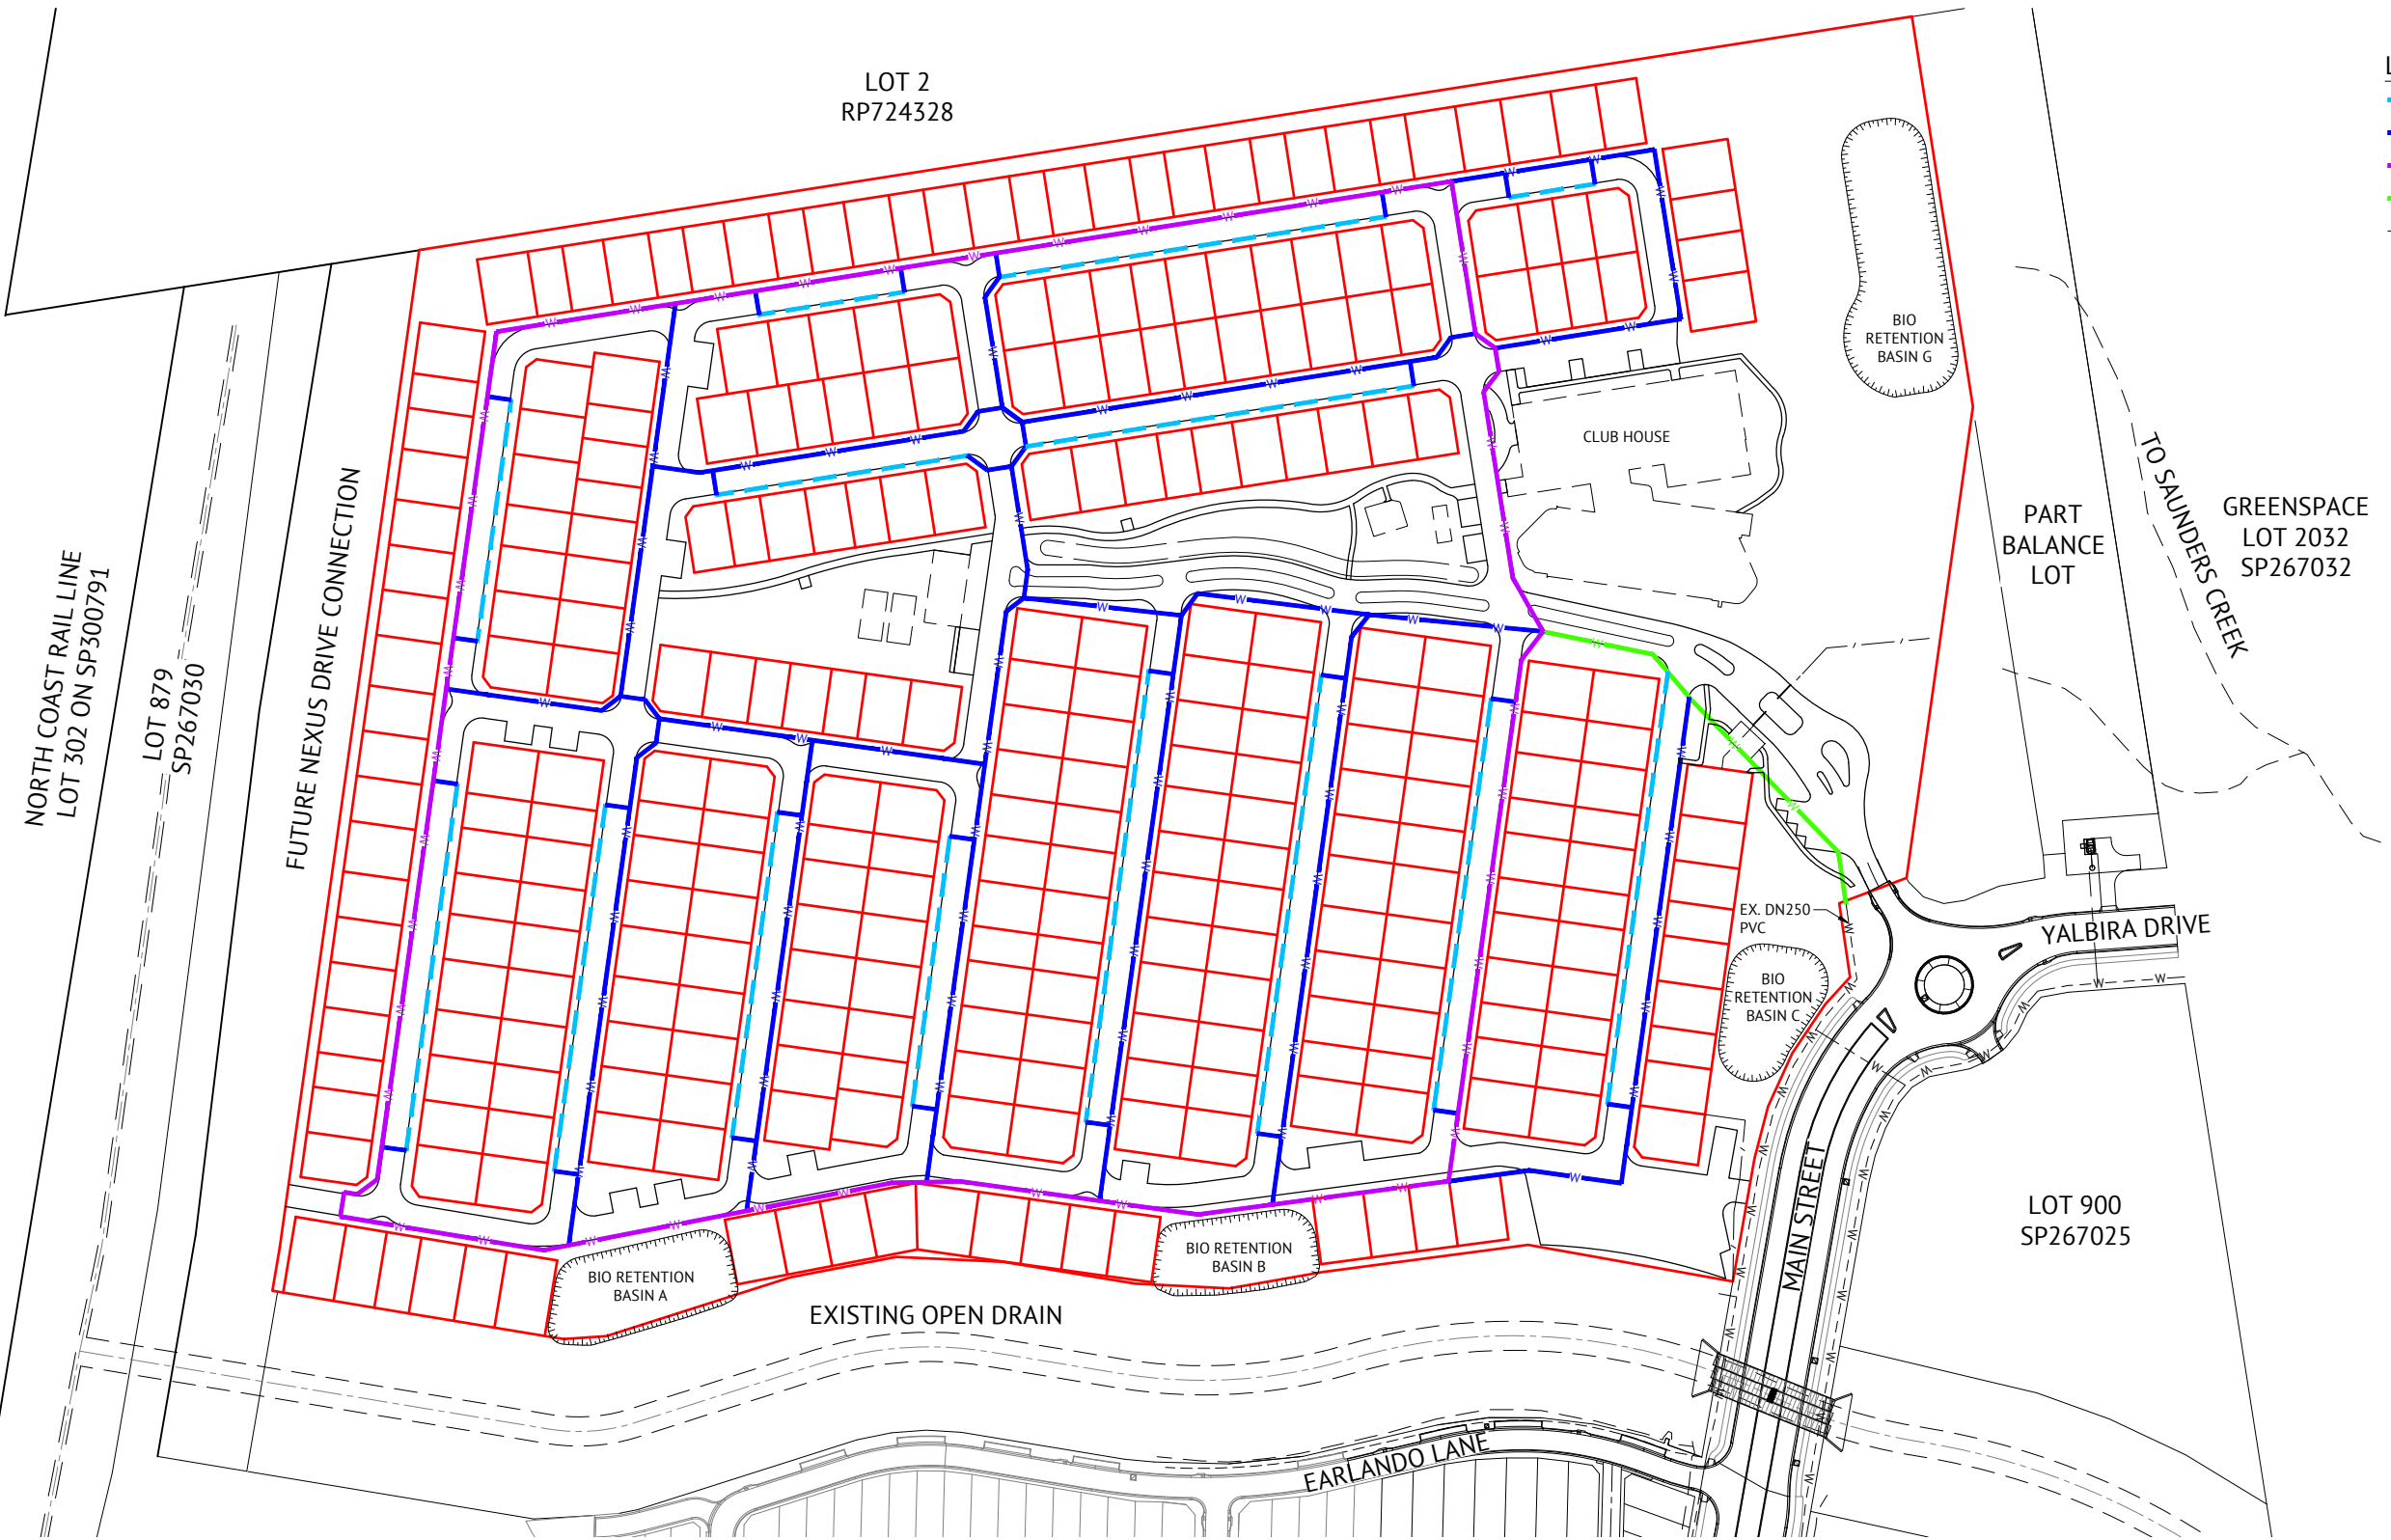 LOT 2
RP724328
BIO
RETENTION
BASIN G
CLUB HOUSE
TO SAUNDERS CREEK
PART
BALANCE
LOT
GREENSPACE
LOT 2032
SP267032
NORTH COAST RAIL LINE
LOT 302 ON SP300791
LOT 879
SP267030
FUTURE NEXUS DRIVE CONNECTION
EX. DN250
PVC
YALBIRA DRIVE
BIO
RETENTION
BASIN C
MAIN STREET
LOT 900
SP267025
BIO RETENTION
BASIN B
BIO RETENTION
BASIN A
EXISTING OPEN DRAIN
EARLANDO LANE